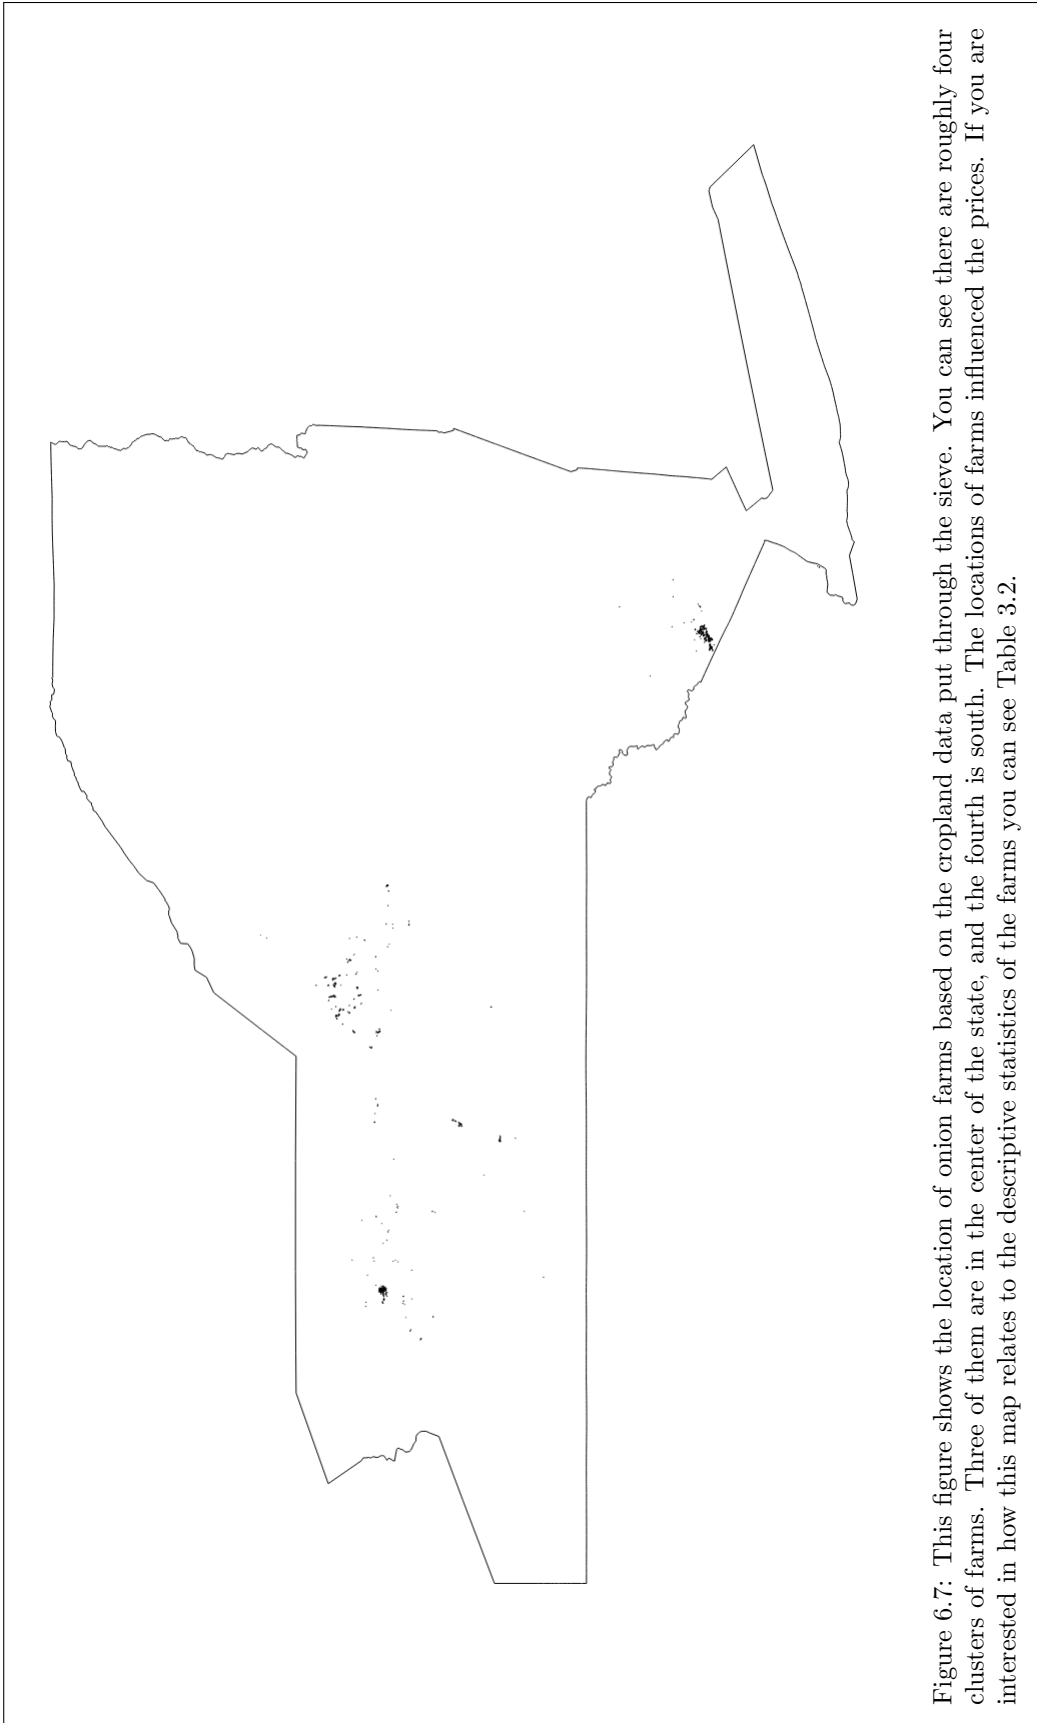 Figure 6.7: This figure shows the location of onion farms based on the cropland data put through the sieve. You can see there are roughly four
clusters of farms. Three of them are in the center of the state, and the fourth is south. The locations of farms influenced the prices. If you are
interested in how this map relates to the descriptive statistics of the farms you can see Table 3.2.